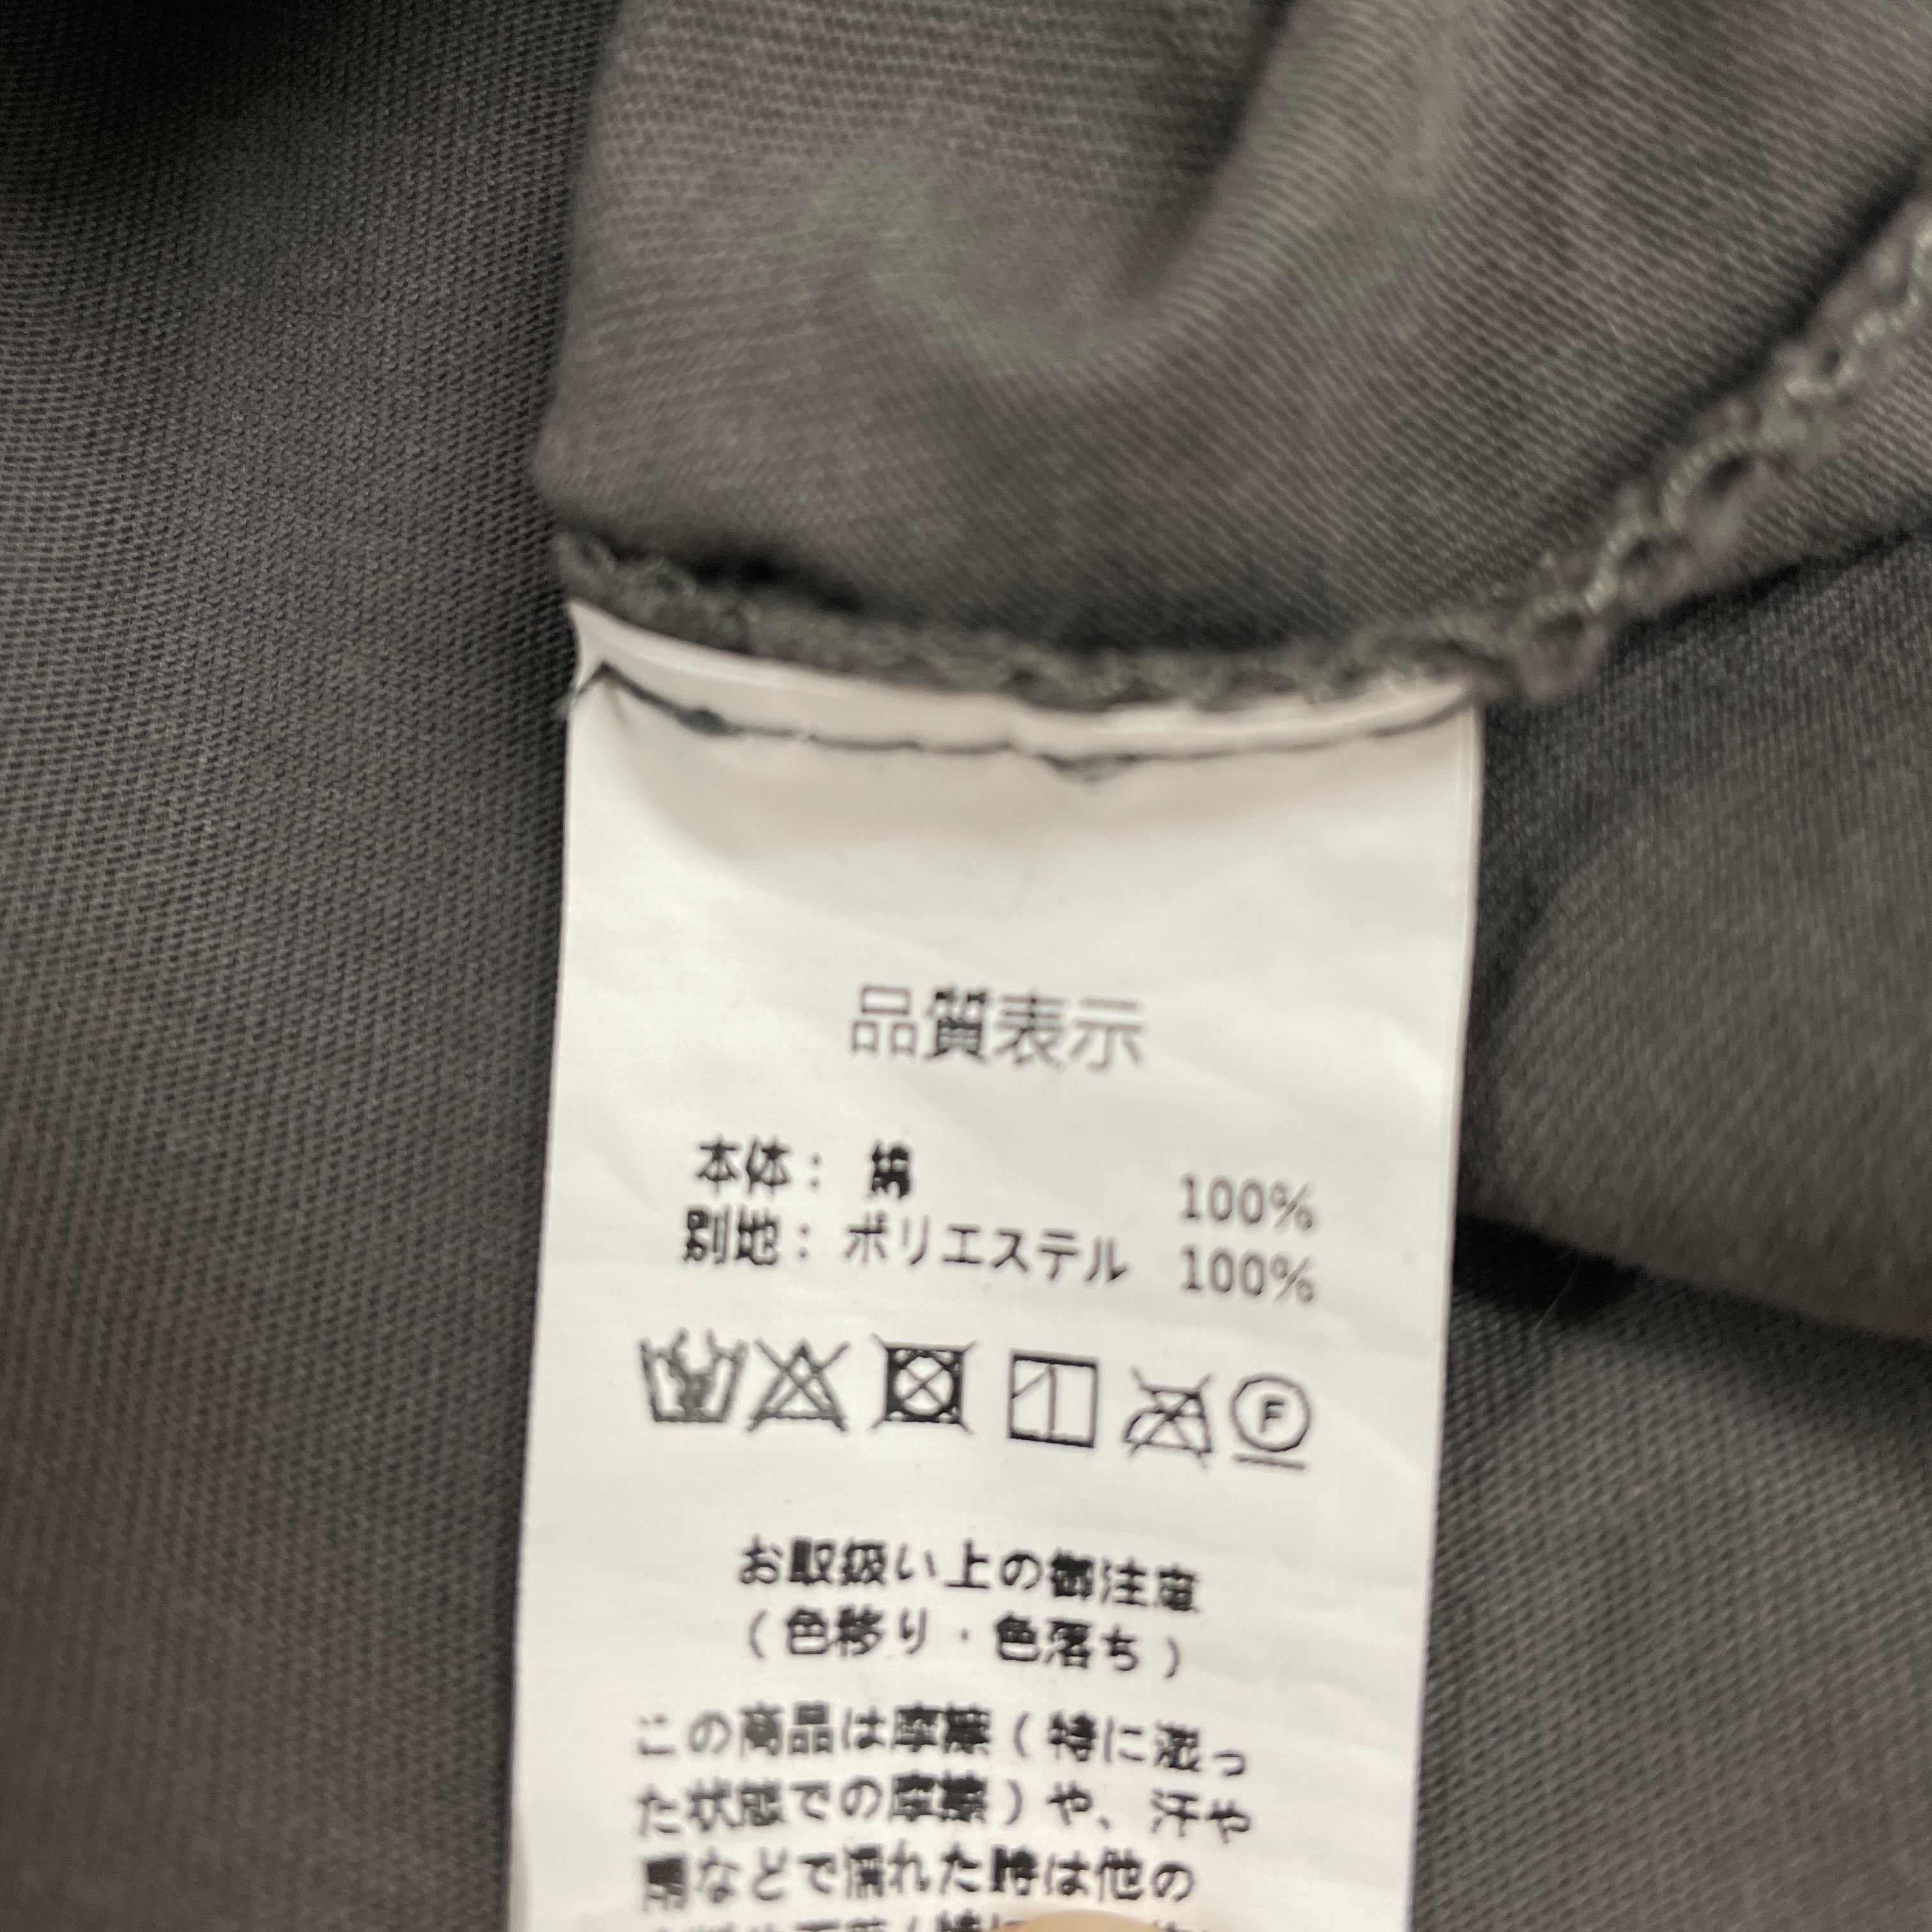 品質表示
本体： 綿 100%
別地： ポリエステル 100%
F
お取扱い上の御注意
（色移り・色落ち）
この商品は摩擦（特に湿っ
た状態での摩擦）や、汗や
雨などで濡れた時は他の